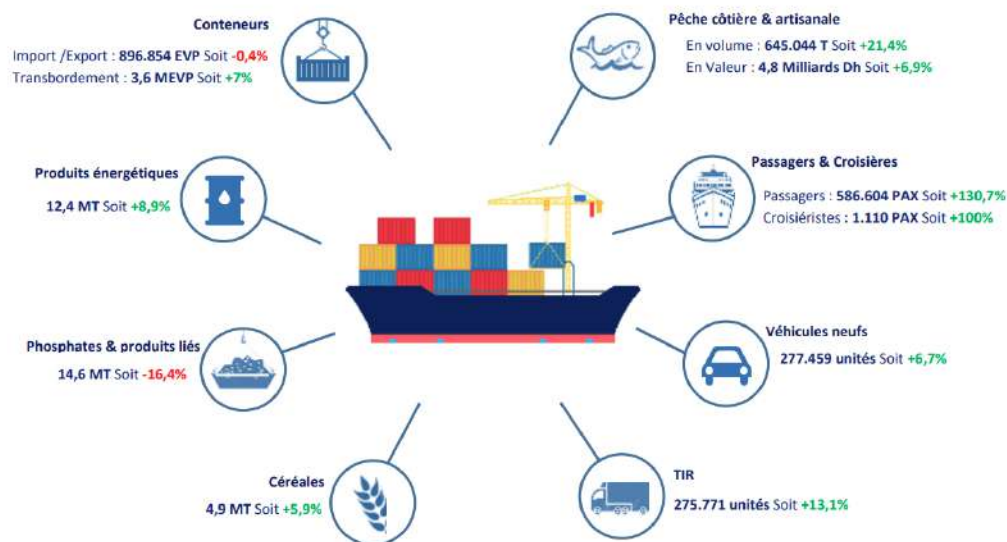 Conteneurs
Import /Export : 896.854 EVP Soit -0,4%
Transbordement : 3,6 MEVP Soit +7%
Pêche côtière & artisanale
En volume : 645.044 T Soit +21,4%
En Valeur : 4,8 Milliards Dh Soit +6,9%
Produits énergétiques
12,4 MT Soit +8,9%
Passagers & Croisières
Passagers : 586.604 PAX Soit +130,7%
Croisiéristes : 1.110 PAX Soit +100%
Phosphates & produits liés
14,6 MT Soit -16,4%
Véhicules neufs
277.459 unités Soit +6,7%
Céréales
4,9 MT Soit +5,9%
TIR
275.771 unités Soit +13,1%